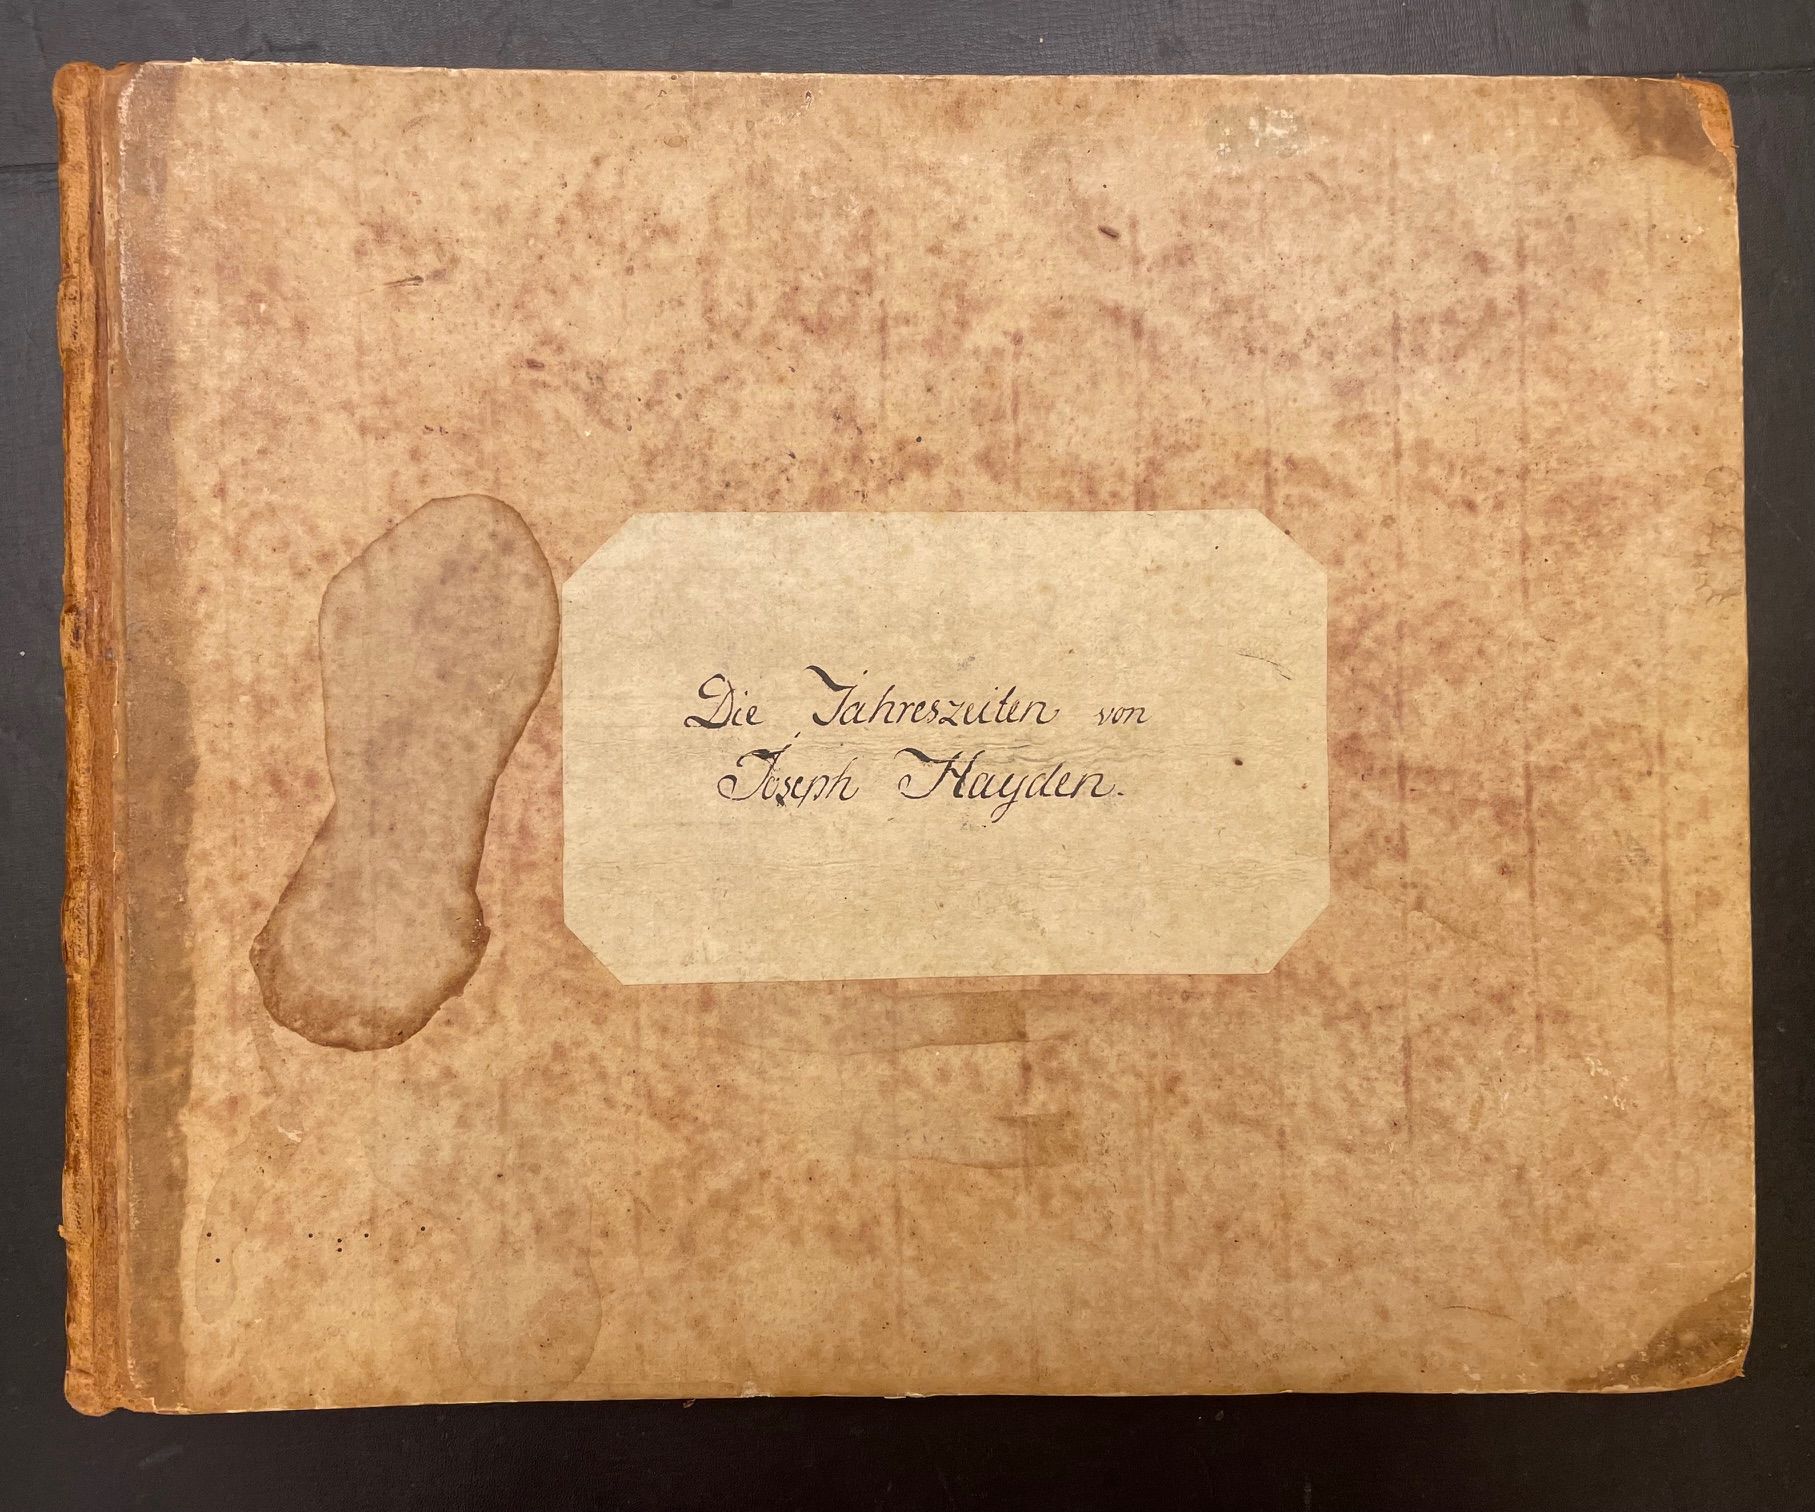 Die Jahreszeiten von
Joseph Hayden.